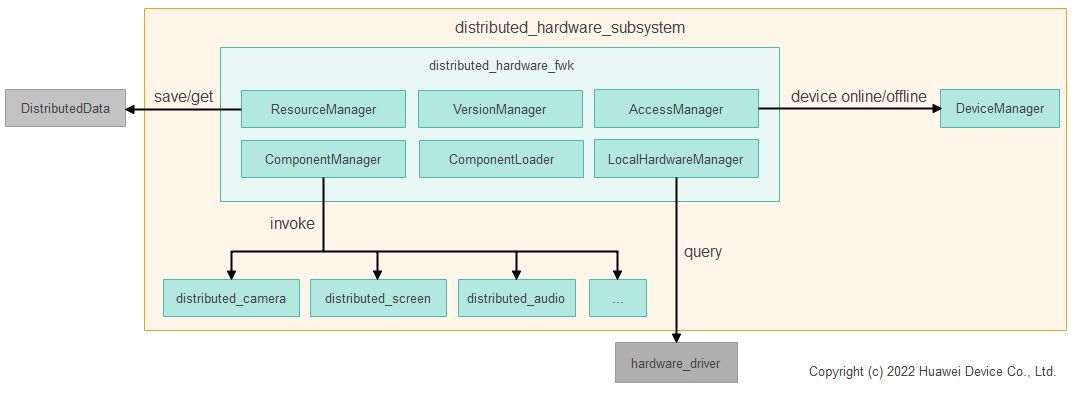 distributed_hardware_subsystem
distributed_hardware_fwk
DistributedData
save/get
ResourceManager
VersionManager
AccessManager
device online/offline
DeviceManager
ComponentManager
ComponentLoader
LocalHardwareManager
invoke
query
distributed_camera
distributed_screen
distributed_audio
...
hardware_driver
Copyright (c) 2022 Huawei Device Co., Ltd.